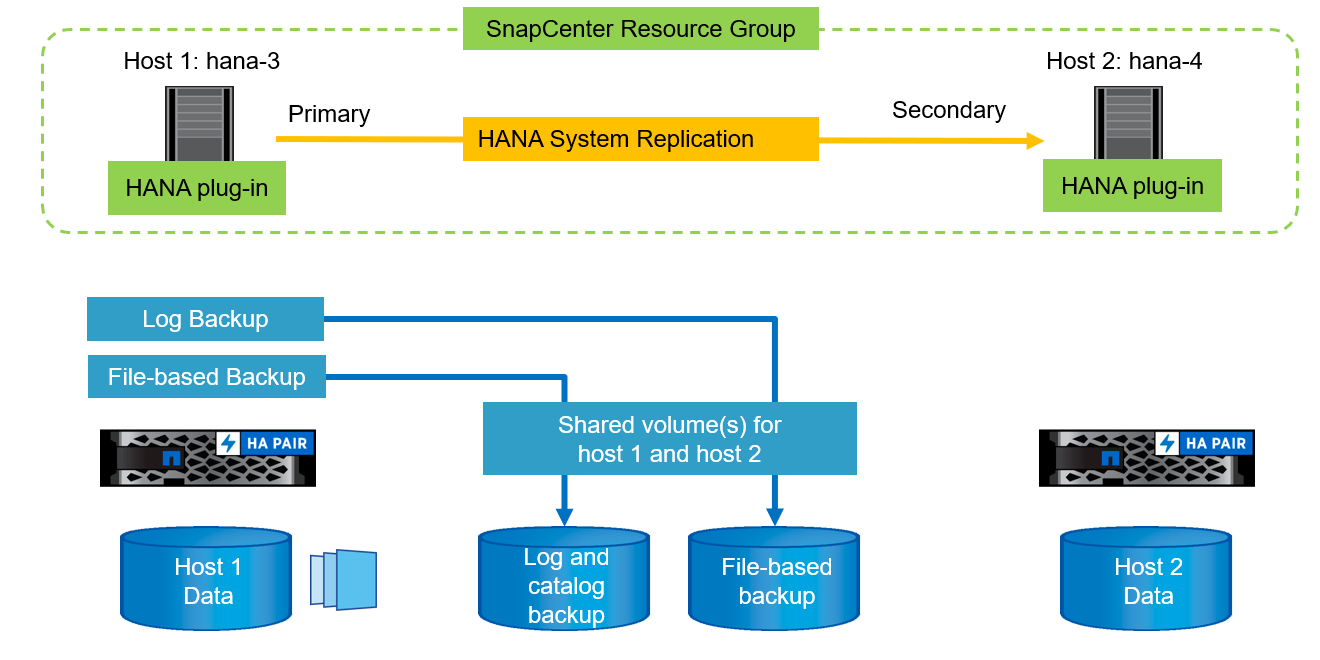 SnapCenter Resource Group
Host 1: hana-3
Host 2: hana-4
Primary
Secondary
HANA System Replication
HANA plug-in
HANA plug-in
Log Backup
File-based Backup
Shared volume(s) for
host 1 and host 2
HA PAIR
HA PAIR
Host 1
Data
Log and
catalog
backup
File-based
backup
Host 2
Data